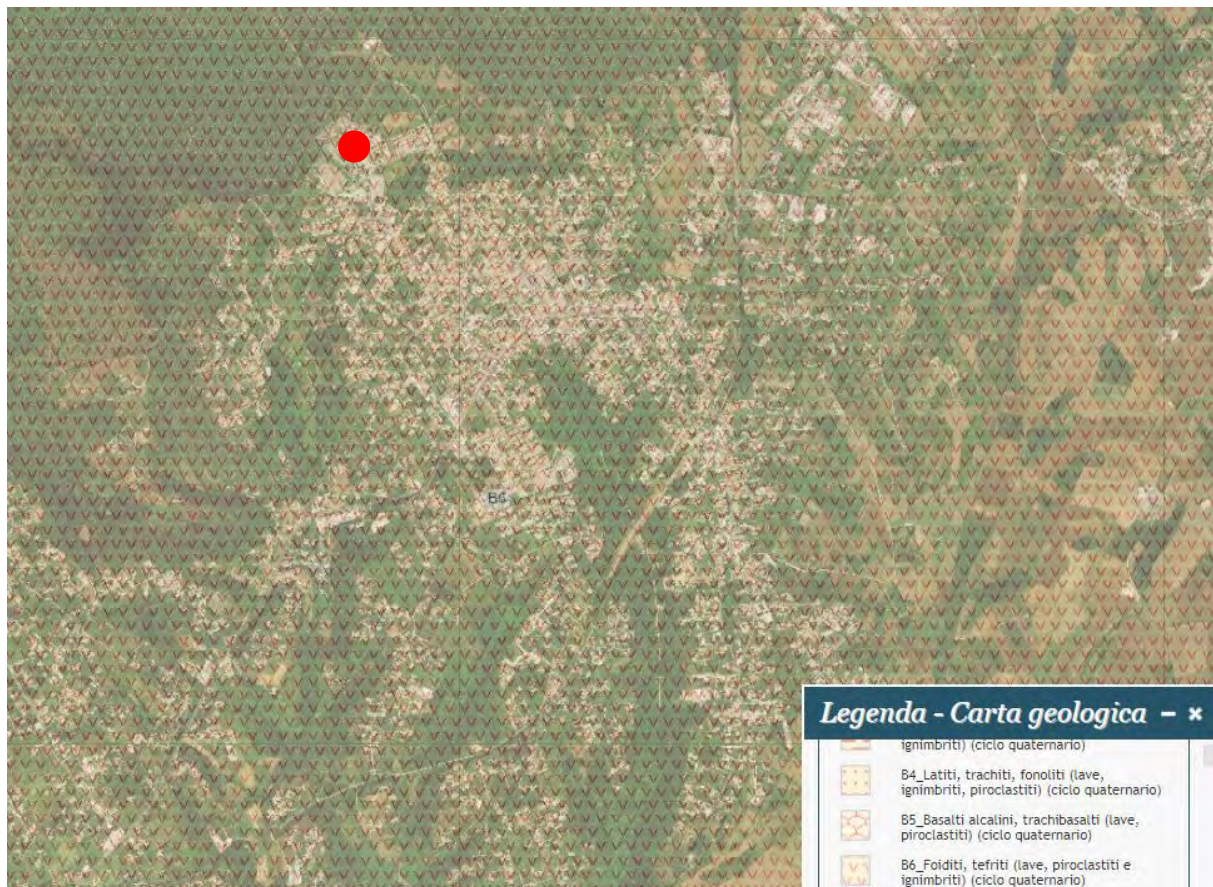 B6
Legenda - Carta geologica
ignimbriti) (ciclo quaternario)
B4_Latiti, trachiti, fonoliti (lave,
ignimbriti, piroclastiti) (ciclo quaternario)
B5_Basalti alcalini, trachibasalti (lave,
piroclastiti) (ciclo quaternario)
B6_Foiditi, tefriti (lave, piroclastiti e
ignimbriti) (ciclo quaternario)